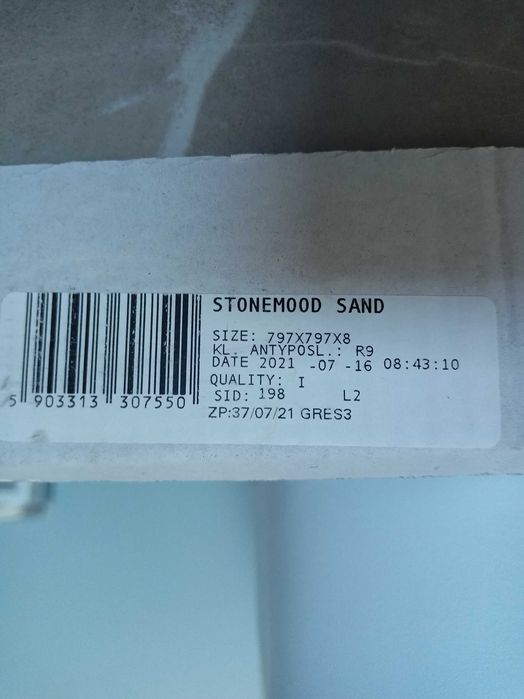 STONEMOOD SAND
SIZE: 797X797X8
KL. ANTYPOSL.: R9
DATE 2021 -07 -16 08:43:10
QUALITY: I
SID: 198 L2
ZP:37/07/21 GRES3
5 903313 307550